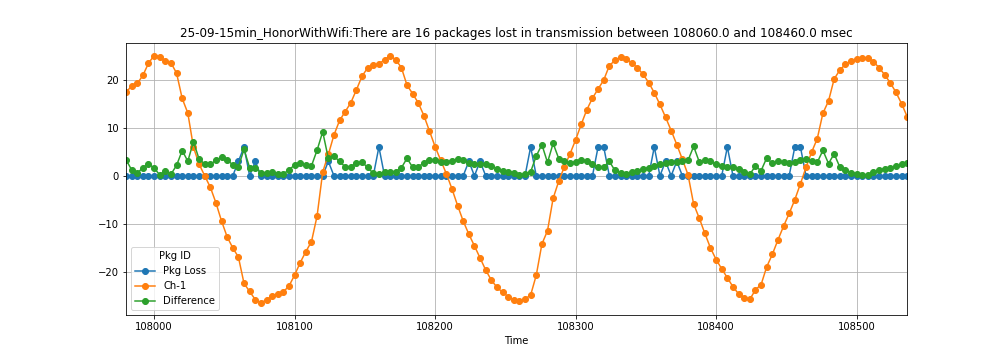 25-09-15min_HonorWithWifi:There are 16 packages lost in transmission between 108060.0 and 108460.0 msec
20
10
0
−10
−20
Pkg ID
Pkg Loss
Ch-1
Difference
108000 108100 108200 108300 108400 108500
Time